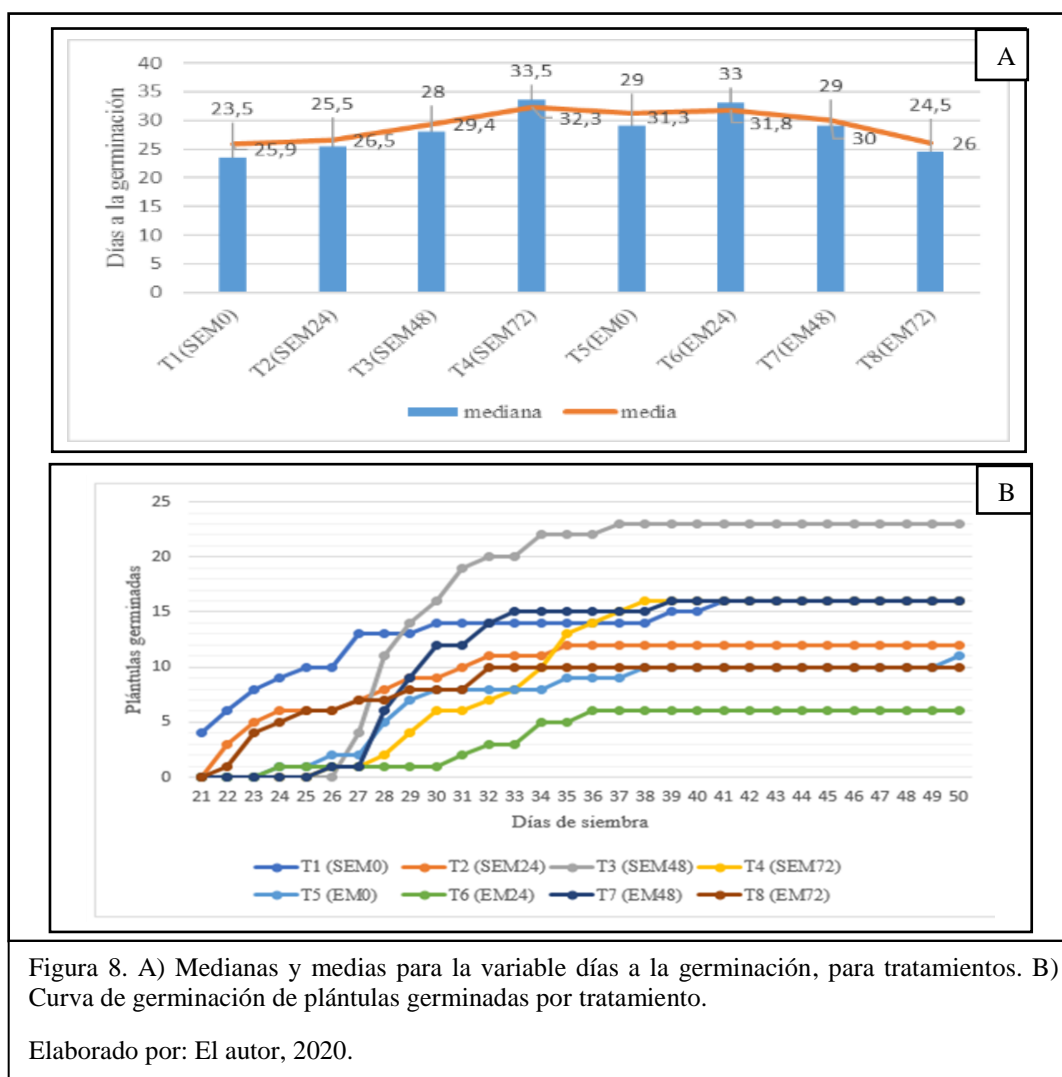 A
40
35
30
25
20
15
10
5
0
Días a la germinación
23,5 25,5 28 33,5 29 33 29 24,5
25,9 26,5 29,4 32,3 31,3 31,8 30 26
T1(SEM0) T2(SEM24) T3(SEM48) T4(SEM72) T5(EM0) T6(EM24) T7(EM48) T8(EM72)
mediana media
B
25
20
15
10
5
0
Plántulas germinadas
21 22 23 24 25 26 27 28 29 30 31 32 33 34 35 36 37 38 39 40 41 42 43 44 45 46 47 48 49 50
Días de siembra
T1 (SEM0) T2 (SEM24) T3 (SEM48) T4 (SEM72)
T5 (EM0) T6 (EM24) T7 (EM48) T8 (EM72)
Figura 8. A) Medianas y medias para la variable días a la germinación, para tratamientos. B)
Curva de germinación de plántulas germinadas por tratamiento.
Elaborado por: El autor, 2020.